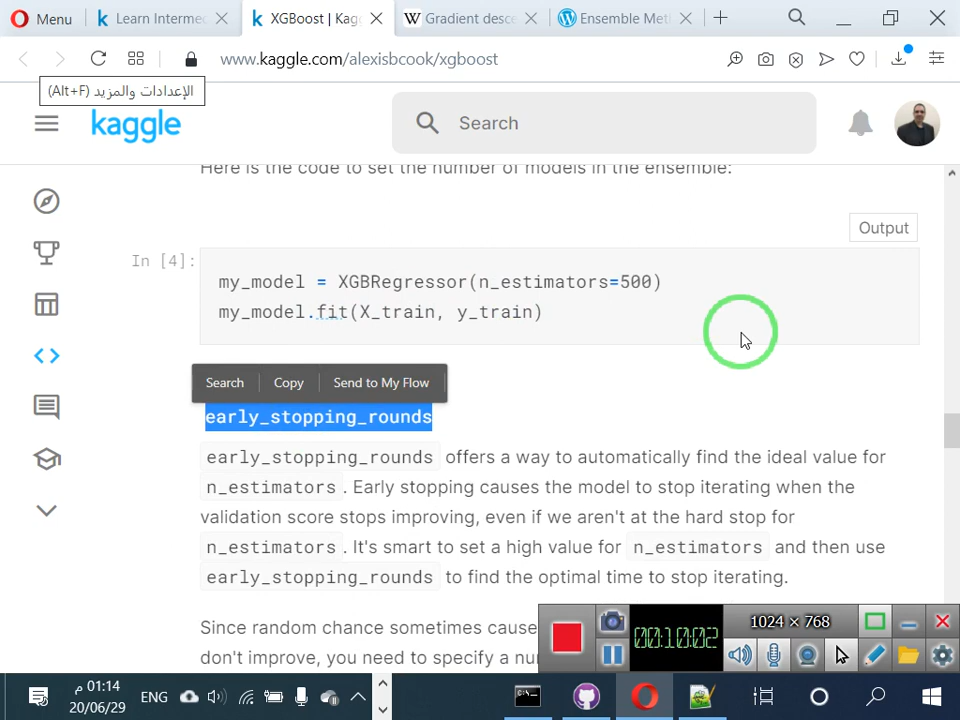 Menu
Learn Interme
XGBoost | Kag
Gradient desc
Ensemble Met
www.kaggle.com/alexisbcook/xgboost
الإعدادات والمزيد (Alt+F)
kaggle
Search
Here is the code to set the number of models in the ensemble:
Output
In [4]:
my_model = XGBRegressor(n_estimators=500)
my_model.fit(X_train, y_train)
Search Copy Send to My Flow
early_stopping_rounds
early_stopping_rounds offers a way to automatically find the ideal value for
n_estimators . Early stopping causes the model to stop iterating when the
validation score stops improving, even if we aren't at the hard stop for
n_estimators . It's smart to set a high value for n_estimators and then use
early_stopping_rounds to find the optimal time to stop iterating.
Since random chance sometimes cause
don't improve, you need to specify a nu
00:10:02
1024 × 768
01:14 م
20/06/29
ENG